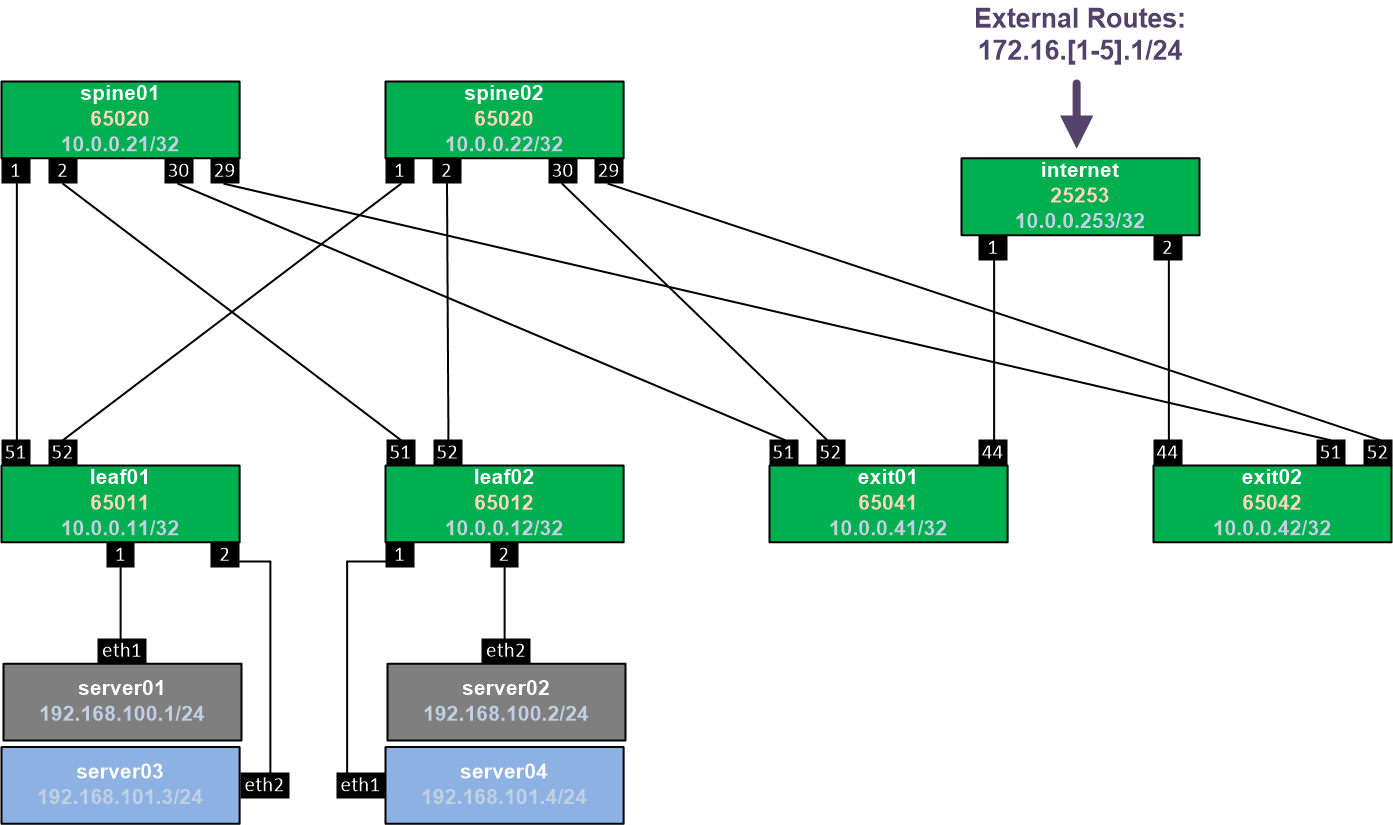 External Routes:
172.16.[1-5].1/24
spine01
65020
10.0.0.21/32
1 2 30 29
spine02
65020
10.0.0.22/32
1 2 30 29
internet
25253
10.0.0.253/32
1 2
51 52
leaf01
65011
10.0.0.11/32
1 2
51 52
leaf02
65012
10.0.0.12/32
1 2
51 52 44
exit01
65041
10.0.0.41/32
44 51 52
exit02
65042
10.0.0.42/32
eth1
server01
192.168.100.1/24
eth2
server02
192.168.100.2/24
server03
192.168.101.3/24
eth2
eth1
server04
192.168.101.4/24